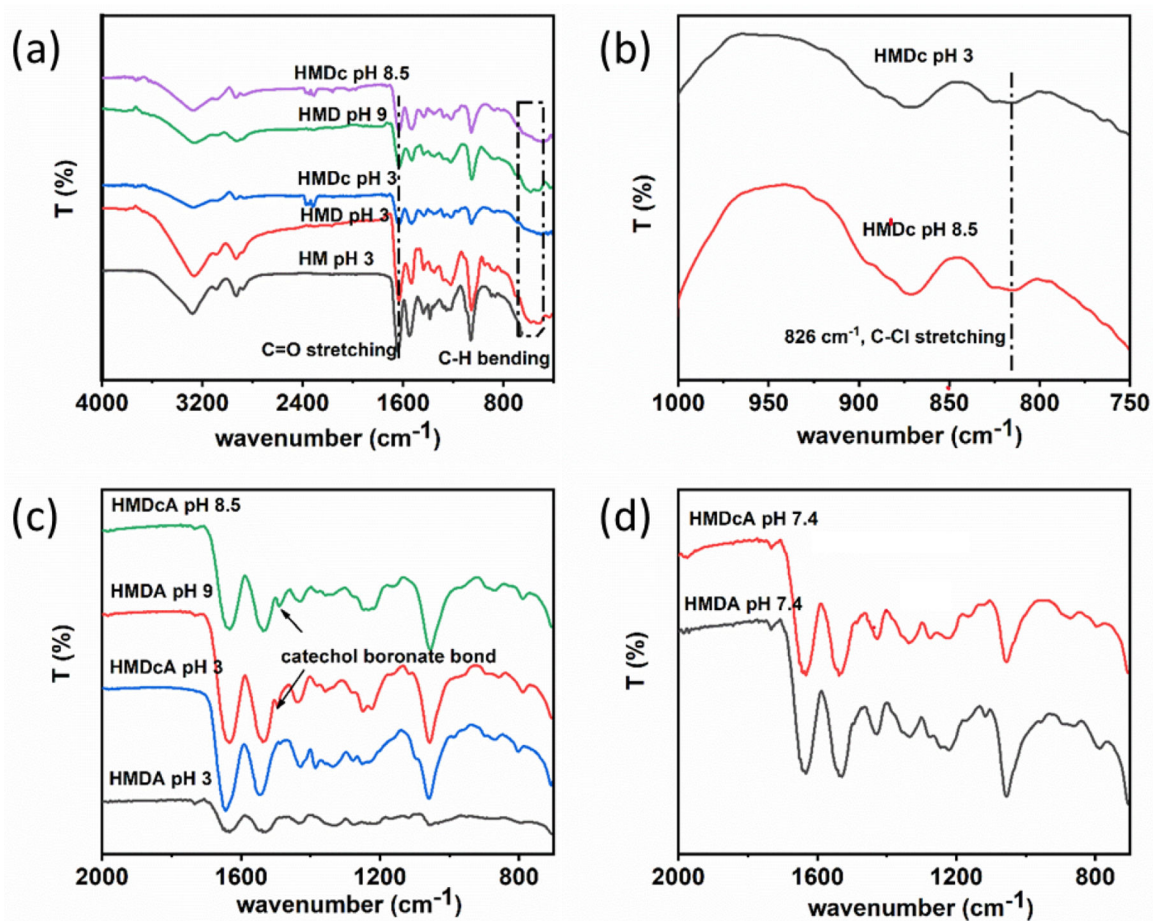 (a)
HMDc pH 8.5
HMD pH 9
HMDc pH 3
HMD pH 3
HM pH 3
C=O stretching
C-H bending
T (%)
4000 3200 2400 1600 800
wavenumber (cm⁻¹)
(b)
HMDc pH 3
HMDc pH 8.5
826 cm⁻¹, C-Cl stretching
T (%)
1000 950 900 850 800 750
wavenumber (cm⁻¹)
(c)
HMDcA pH 8.5
HMDA pH 9
catechol boronate bond
HMDcA pH 3
HMDA pH 3
T (%)
2000 1600 1200 800
wavenumber (cm⁻¹)
(d)
HMDcA pH 7.4
HMDA pH 7.4
T (%)
2000 1600 1200 800
wavenumber (cm⁻¹)